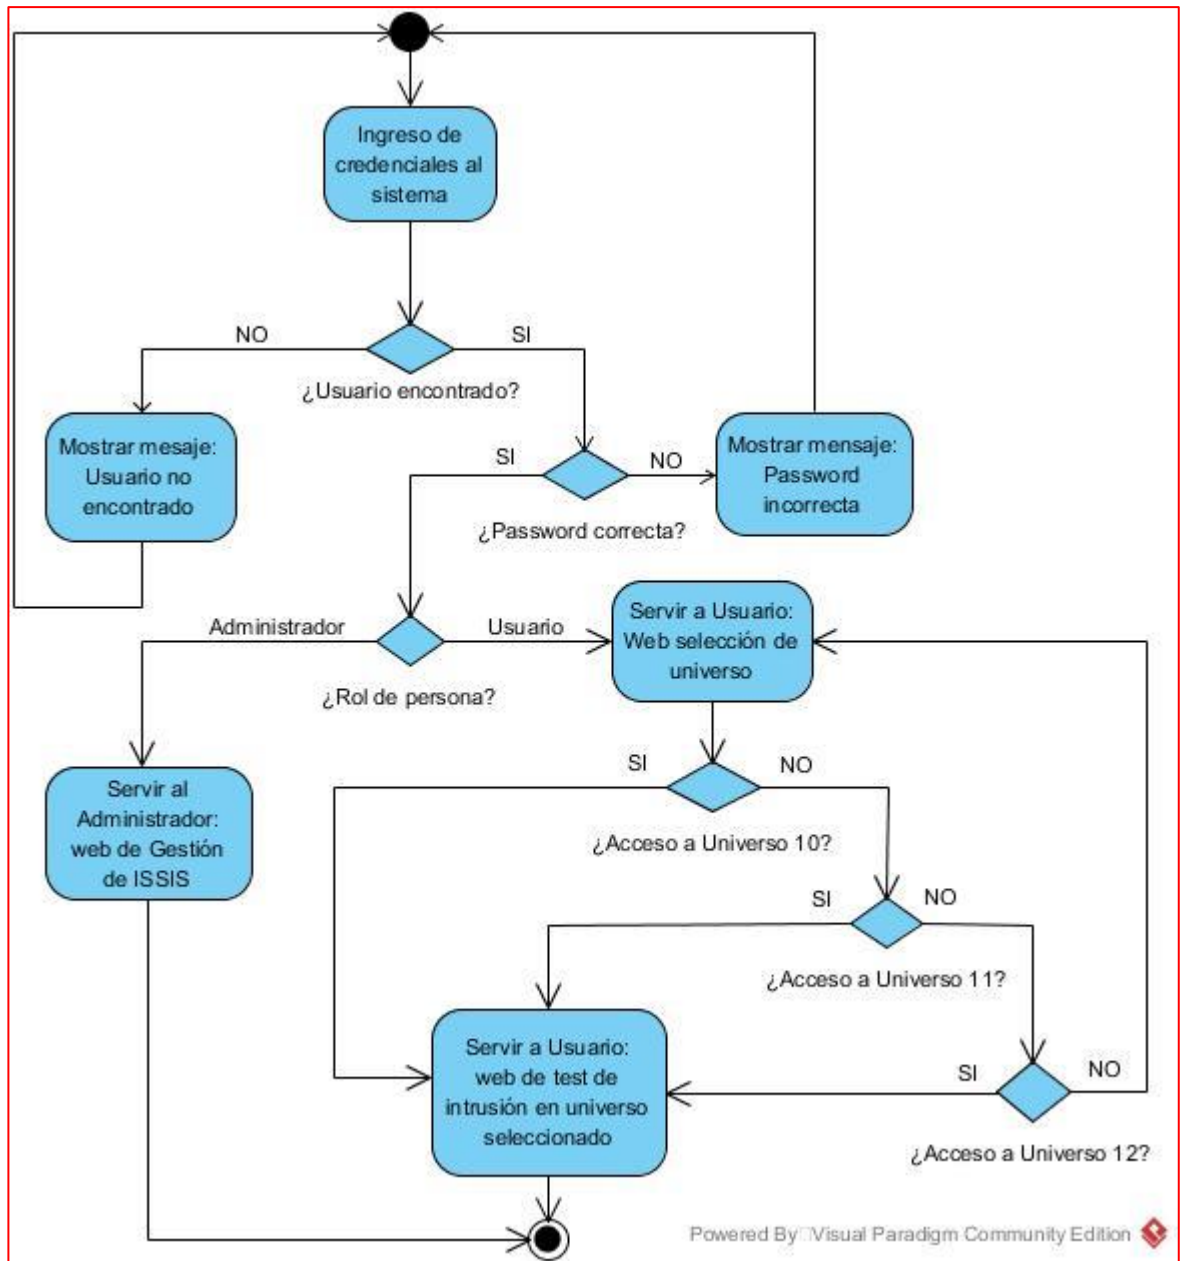 Ingreso de
credenciales al
sistema
NO
SI
¿Usuario encontrado?
Mostrar mesaje:
Usuario no
encontrado
SI
NO
Mostrar mensaje:
Password
incorrecta
¿Password correcta?
Administrador
Usuario
¿Rol de persona?
Servir a Usuario:
Web selección de
universo
Servir al
Administrador:
web de Gestión
de ISSIS
SI
NO
¿Acceso a Universo 10?
SI
NO
¿Acceso a Universo 11?
Servir a Usuario:
web de test de
intrusión en universo
seleccionado
SI
NO
¿Acceso a Universo 12?
Powered By Visual Paradigm Community Edition